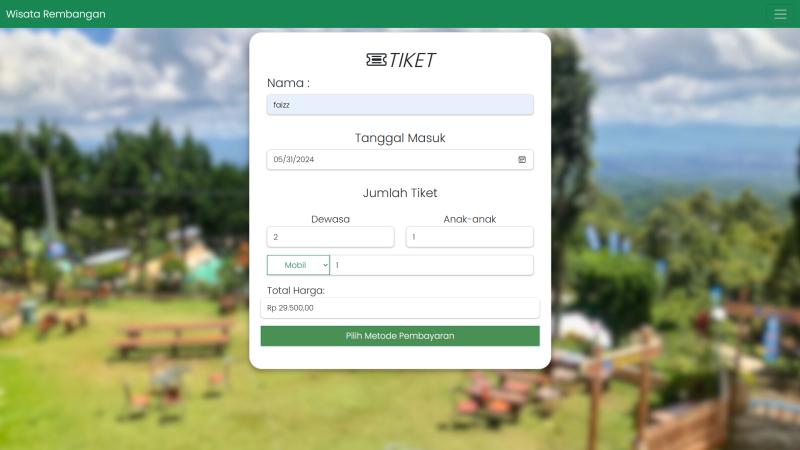 Wisata Rembangan
TIKET
Nama :
faizz
Tanggal Masuk
05/31/2024
Jumlah Tiket
Dewasa
Anak-anak
2
1
Mobil
1
Total Harga:
Rp 29.500,00
Pilih Metode Pembayaran